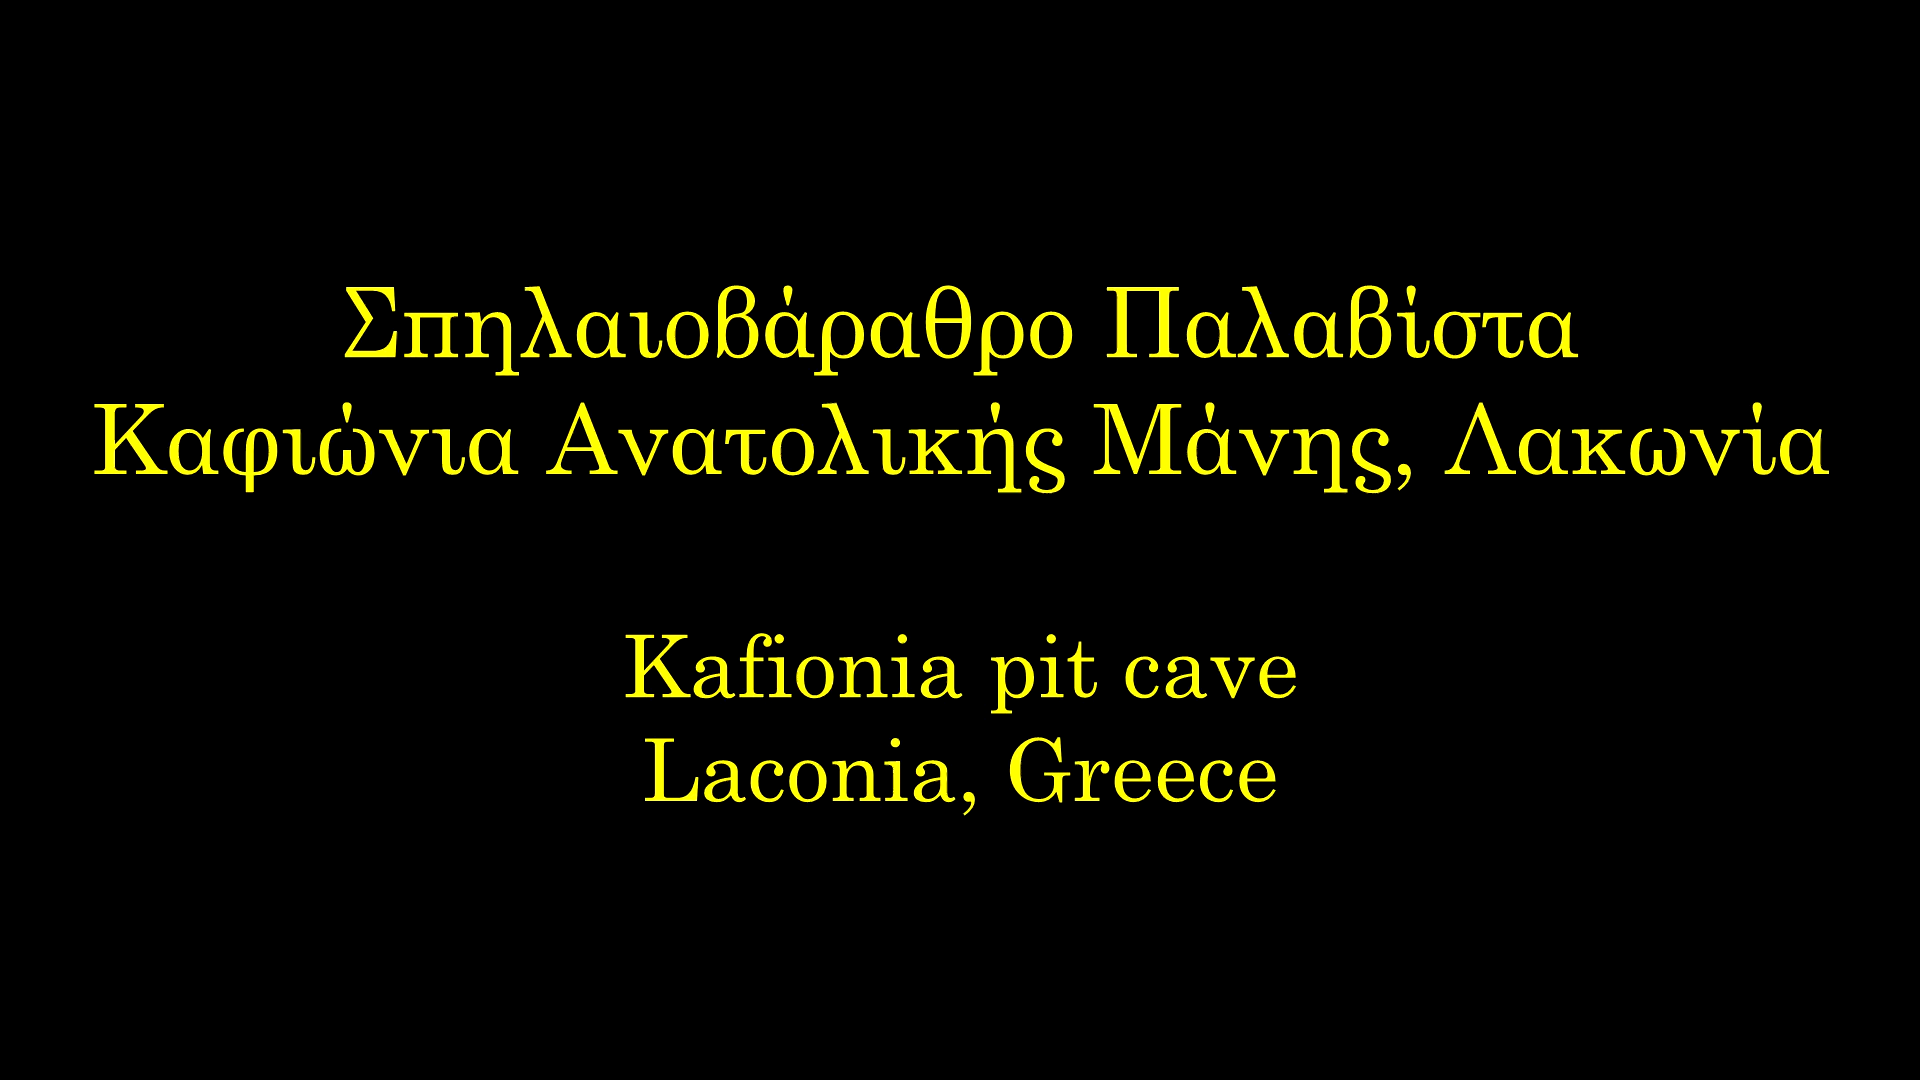 Σπηλαιοβάραθρο Παλαβίστα
Καφιώνια Ανατολικής Μάνης, Λακωνία
Kafionia pit cave
Laconia, Greece